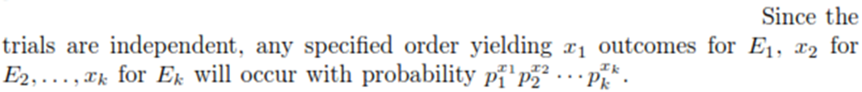 Since the
trials are independent, any specified order yielding x₁ outcomes for E₁, x₂ for
E₂, . . . , xₖ for Eₖ will occur with probability p₁^{x₁} p₂^{x₂} · · · pₖ^{xₖ}.